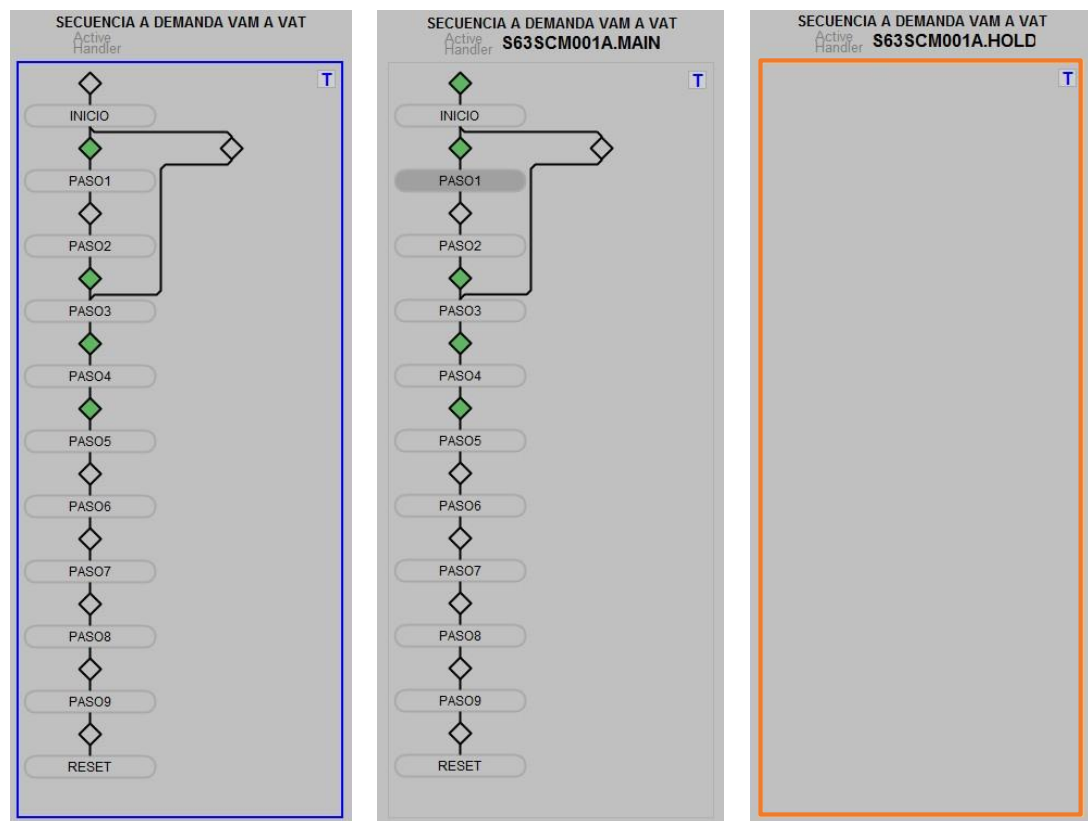 SECUENCIA A DEMANDA VAM A VAT
Active
Handler
T
INICIO
PASO1
PASO2
PASO3
PASO4
PASO5
PASO6
PASO7
PASO8
PASO9
RESET
SECUENCIA A DEMANDA VAM A VAT
Active
Handler S63SCM001A.MAIN
T
INICIO
PASO1
PASO2
PASO3
PASO4
PASO5
PASO6
PASO7
PASO8
PASO9
RESET
SECUENCIA A DEMANDA VAM A VAT
Active
Handler S63SCM001A.HOLD
T